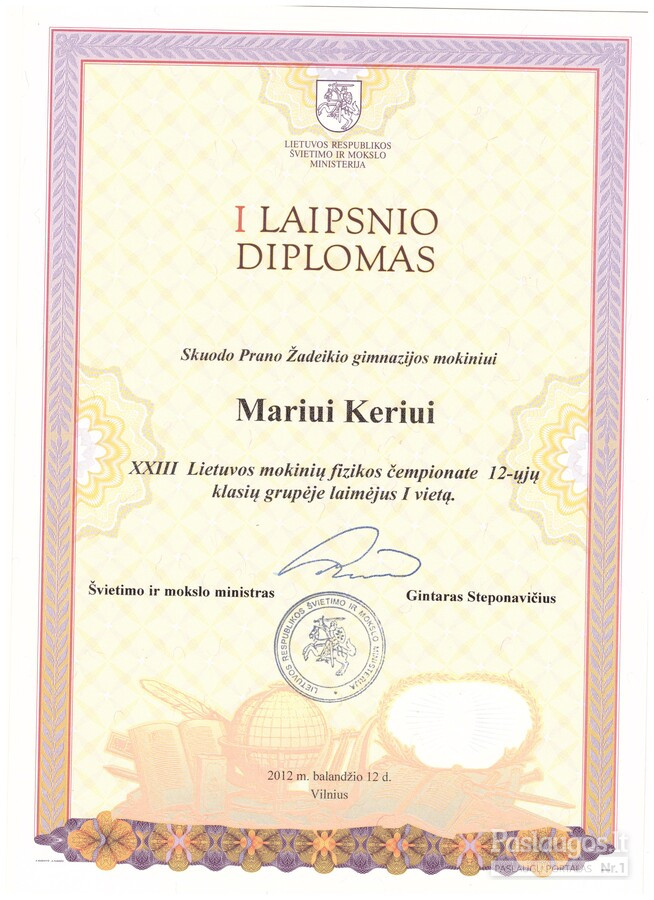 LIETUVOS RESPUBLIKOS
ŠVIETIMO IR MOKSLO
MINISTERIJA
I LAIPSNIO
DIPLOMAS
Skuodo Prano Žadeikio gimnazijos mokiniui
Mariui Keriui
XXIII Lietuvos mokinių fizikos čempionate 12-ųjų
klasių grupėje laimėjus I vietą.
Švietimo ir mokslo ministras
Gintaras Steponavičius
LIETUVOS RESPUBLIKOS ŠVIETIMO IR MOKSLO MINISTERIJA
2012 m. balandžio 12 d.
Vilnius
Paslaugos.lt
PASLAUGŲ PORTALAS Nr.1